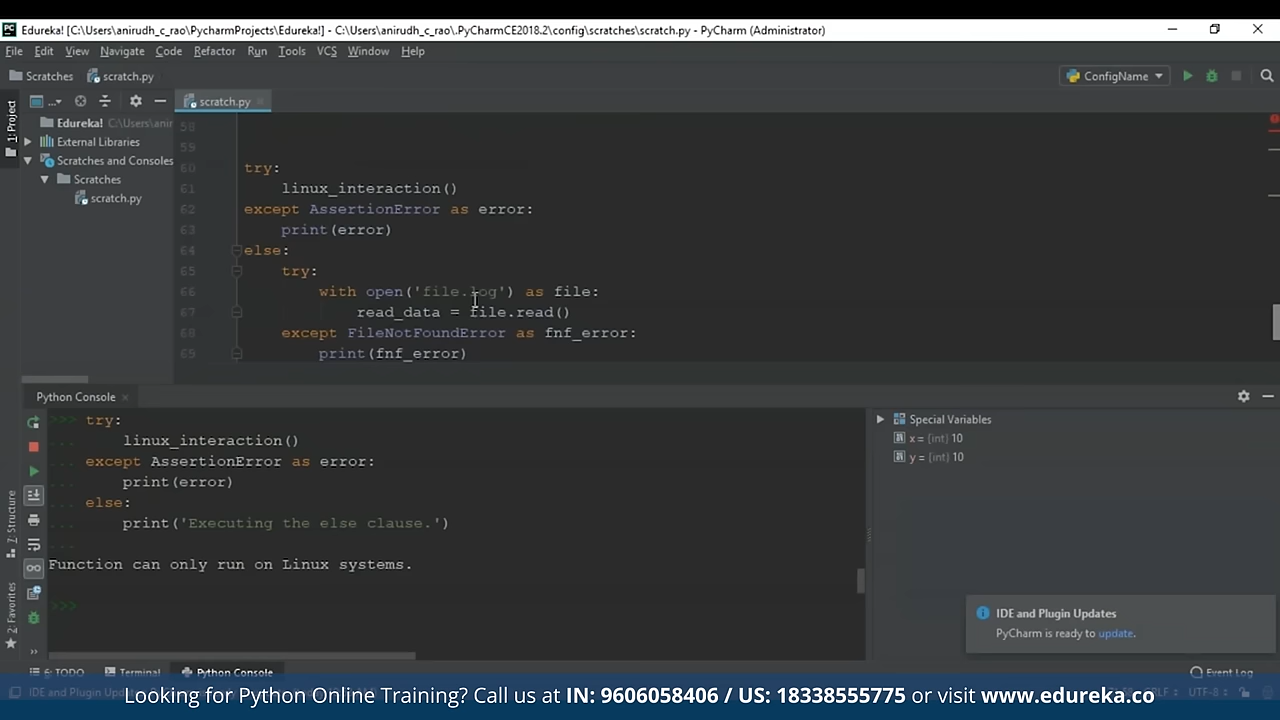 Edureka! [C:\Users\anirudh_c_rao\PycharmProjects\Edureka!] - C:\Users\anirudh_c_rao\.PyCharmCE2018.2\config\scratches\scratch.py - PyCharm (Administrator)
File Edit View Navigate Code Refactor Run Tools VCS Window Help
Scratches scratch.py ConfigName
1: Project ... scratch.py
Edureka! C:\Users\anir
External Libraries
Scratches and Consoles
Scratches
scratch.py
58
59
60 try:
61 linux_interaction()
62 except AssertionError as error:
63 print(error)
64 else:
65 try:
66 with open('file.log') as file:
67 read_data = file.read()
68 except FileNotFoundError as fnf_error:
print(fnf_error)
Python Console
>>> try:
... linux_interaction()
... except AssertionError as error:
... print(error)
... else:
... print('Executing the else clause.')
...
Function can only run on Linux systems.
>>>
Special Variables
x = {int} 10
y = {int} 10
7: Structure
2: Favorites
IDE and Plugin Updates
PyCharm is ready to update.
6: TODO Terminal Python Console Event Log
IDE and Plugin Upda
UTF-8
Looking for Python Online Training? Call us at IN: 9606058406 / US: 18338555775 or visit www.edureka.co